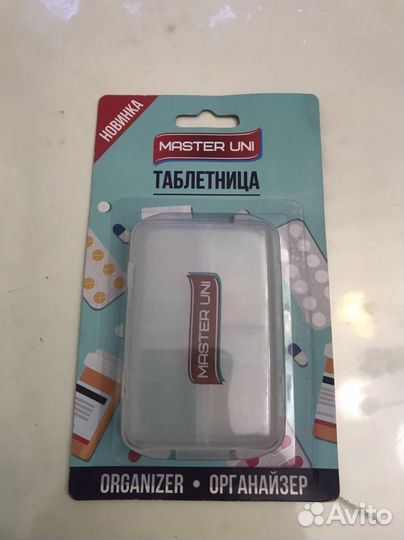 НОВИНКА
MASTER UNI
ТАБЛЕТНИЦА
MASTER UNI
ORGANIZER • ОРГАНАЙЗЕР
Avito